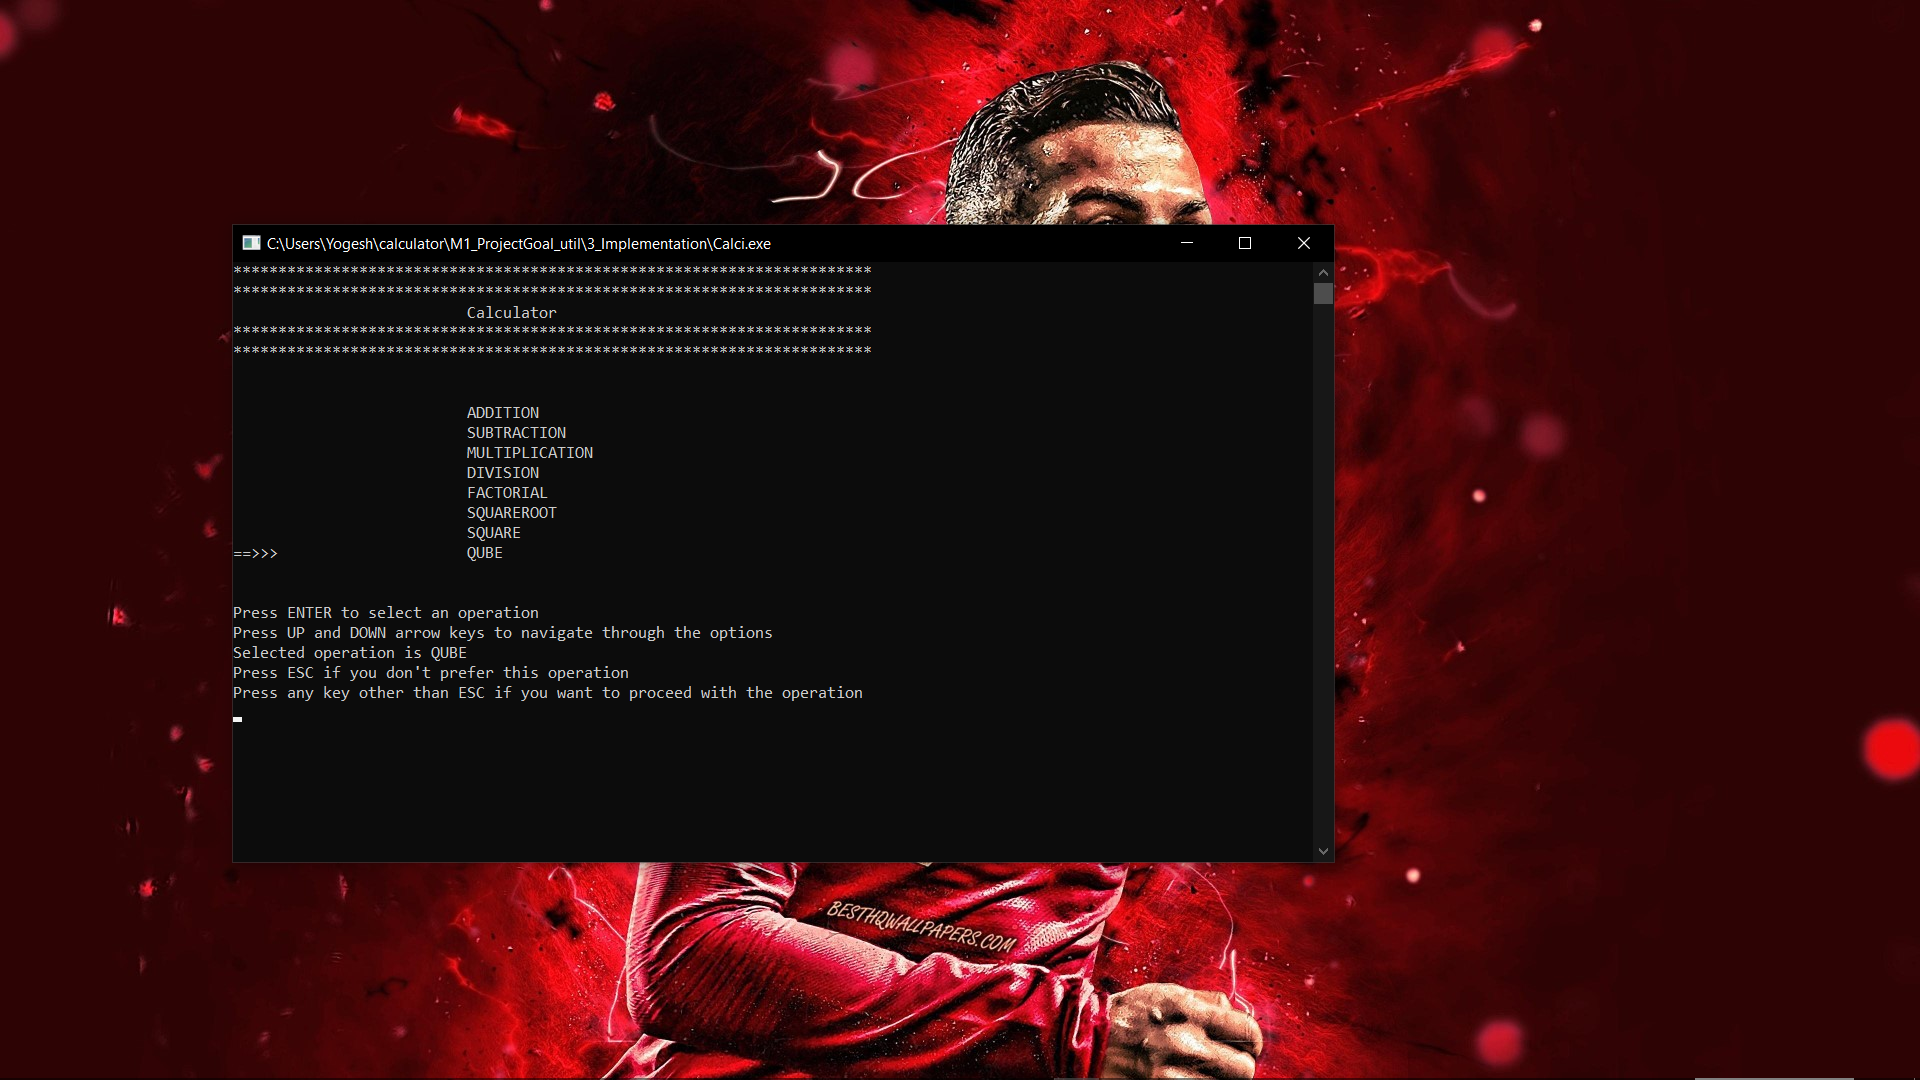 C:\Users\Yogesh\calculator\M1_ProjectGoal_util\3_Implementation\Calci.exe
***********************************************************************
***********************************************************************
Calculator
***********************************************************************
***********************************************************************
ADDITION
SUBTRACTION
MULTIPLICATION
DIVISION
FACTORIAL
SQUAREROOT
SQUARE
==>>> QUBE
Press ENTER to select an operation
Press UP and DOWN arrow keys to navigate through the options
Selected operation is QUBE
Press ESC if you don't prefer this operation
Press any key other than ESC if you want to proceed with the operation
BESTHQWALLPAPERS.COM